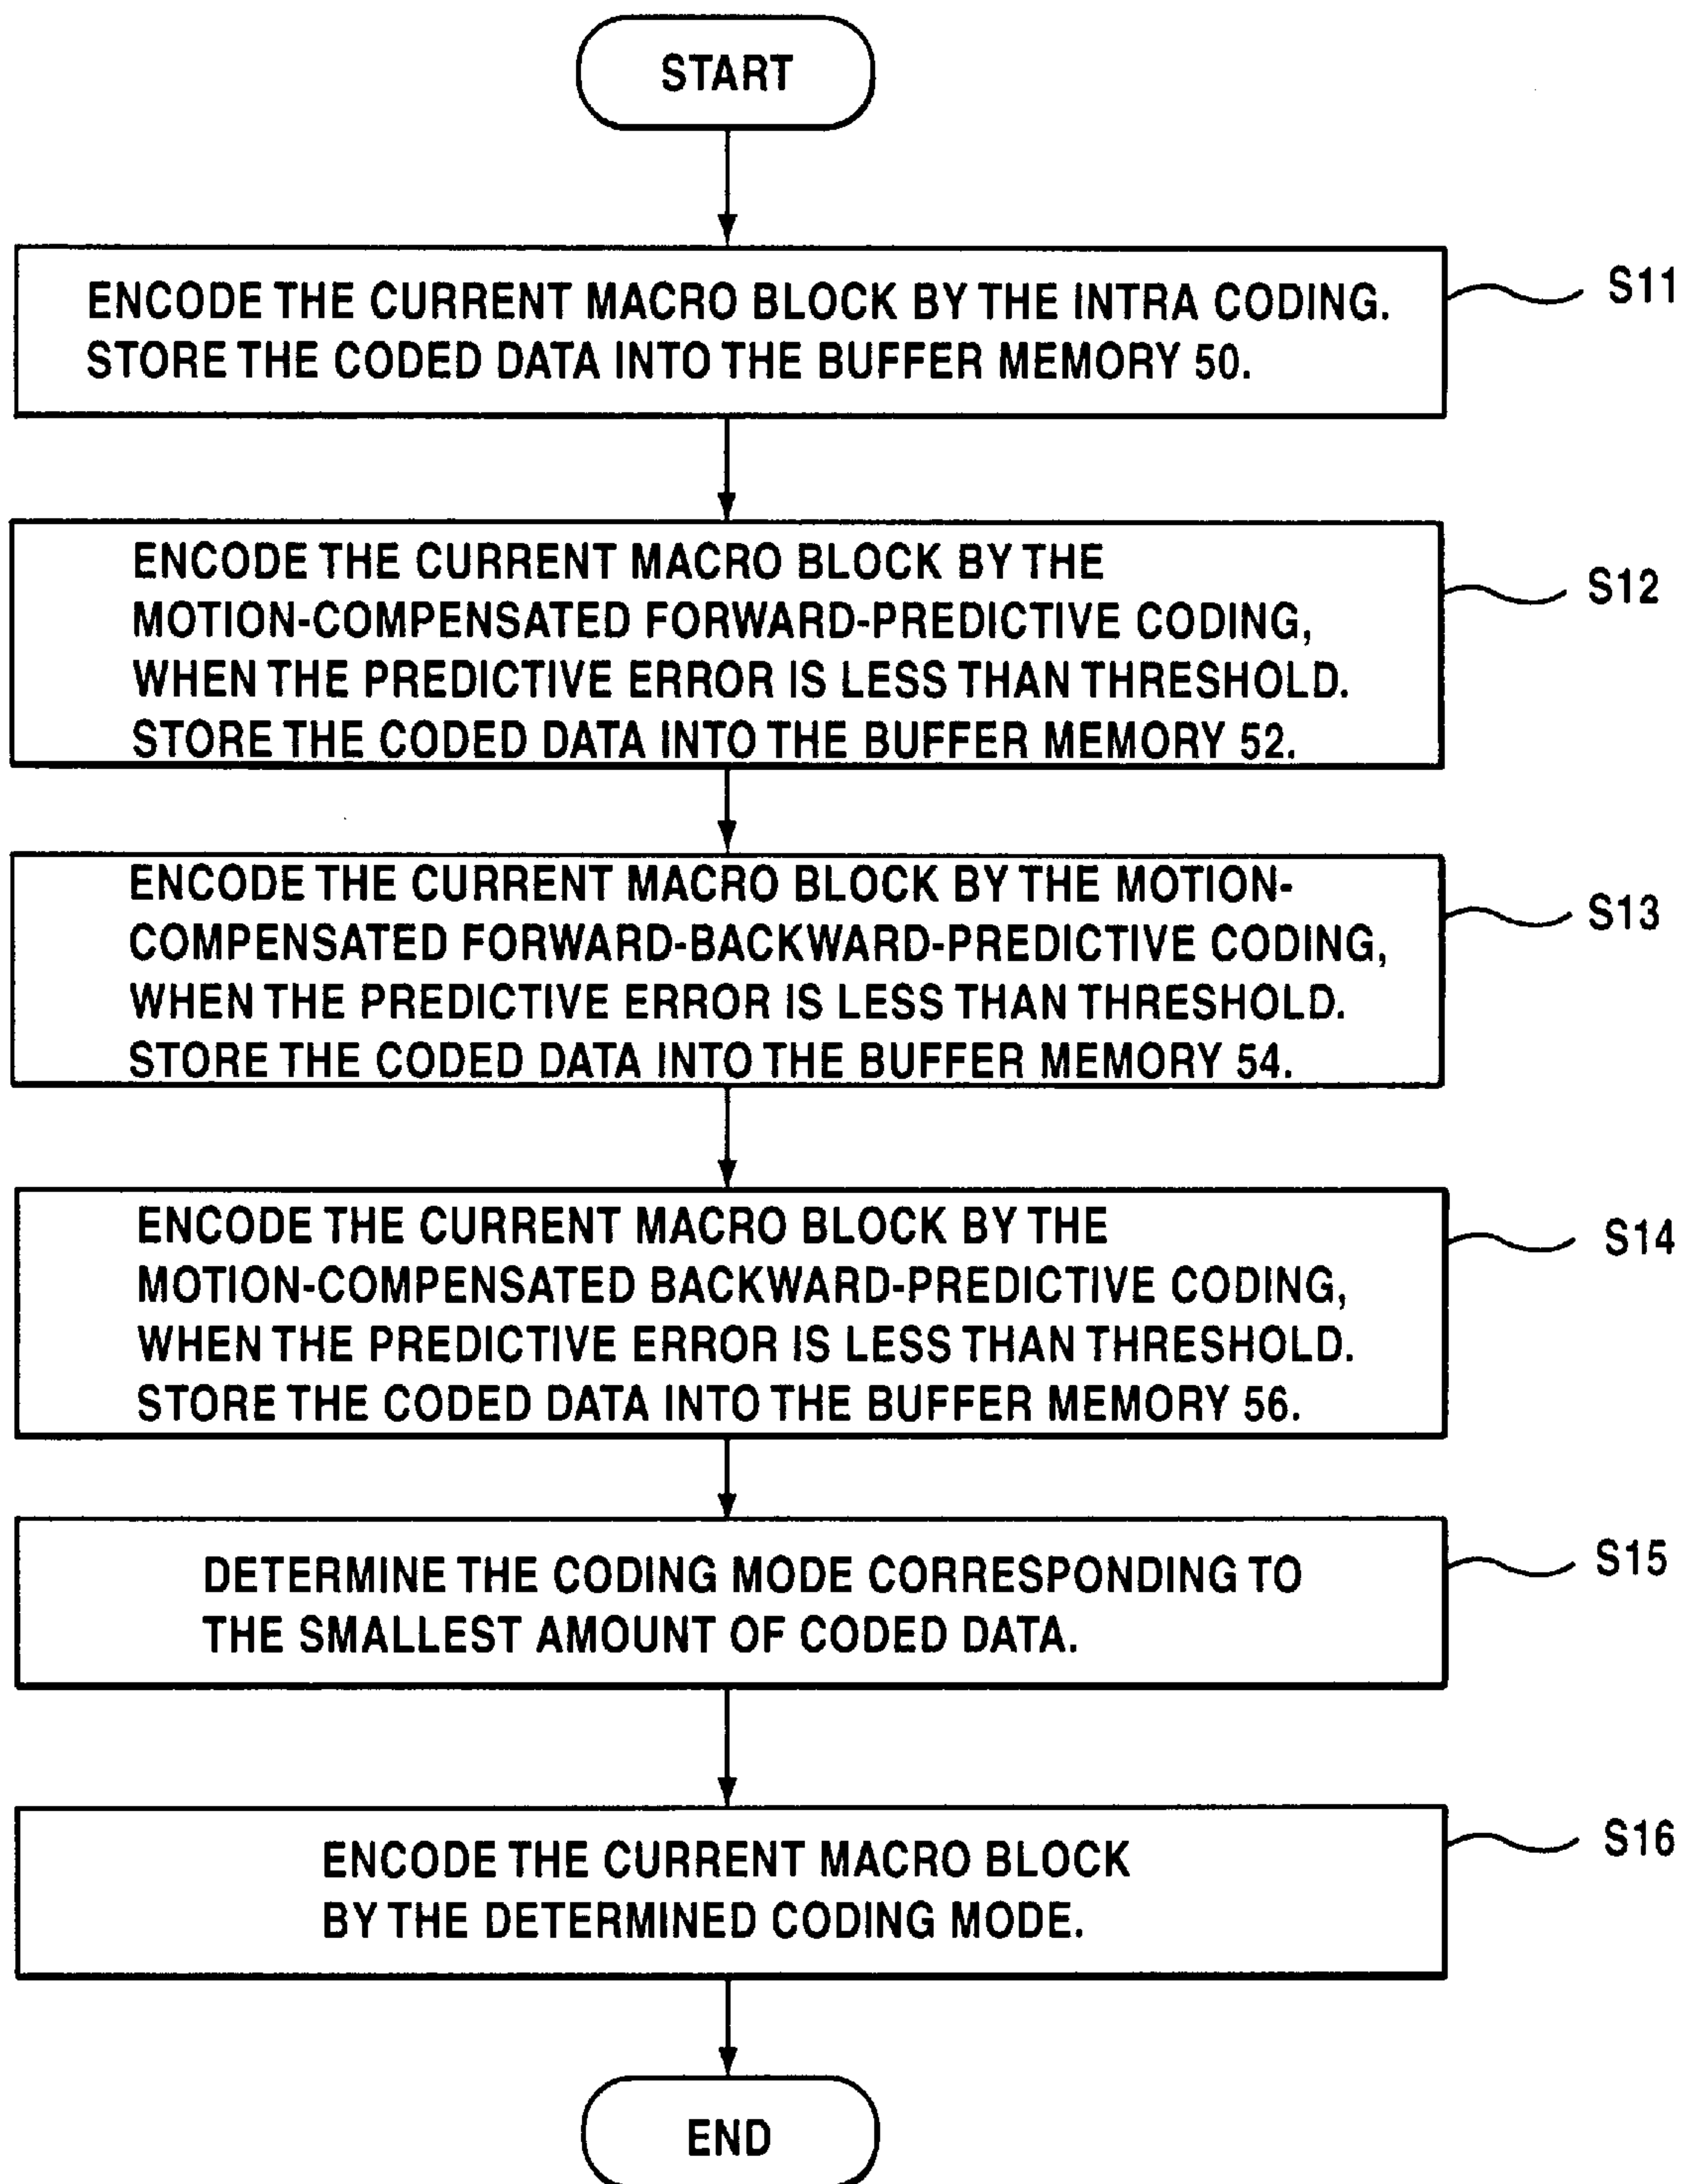 START
ENCODE THE CURRENT MACRO BLOCK BY THE INTRA CODING.
STORE THE CODED DATA INTO THE BUFFER MEMORY 50.
S11
ENCODE THE CURRENT MACRO BLOCK BY THE
MOTION-COMPENSATED FORWARD-PREDICTIVE CODING,
WHEN THE PREDICTIVE ERROR IS LESS THAN THRESHOLD.
STORE THE CODED DATA INTO THE BUFFER MEMORY 52.
S12
ENCODE THE CURRENT MACRO BLOCK BY THE MOTION-
COMPENSATED FORWARD-BACKWARD-PREDICTIVE CODING,
WHEN THE PREDICTIVE ERROR IS LESS THAN THRESHOLD.
STORE THE CODED DATA INTO THE BUFFER MEMORY 54.
S13
ENCODE THE CURRENT MACRO BLOCK BY THE
MOTION-COMPENSATED BACKWARD-PREDICTIVE CODING,
WHEN THE PREDICTIVE ERROR IS LESS THAN THRESHOLD.
STORE THE CODED DATA INTO THE BUFFER MEMORY 56.
S14
DETERMINE THE CODING MODE CORRESPONDING TO
THE SMALLEST AMOUNT OF CODED DATA.
S15
ENCODE THE CURRENT MACRO BLOCK
BY THE DETERMINED CODING MODE.
S16
END